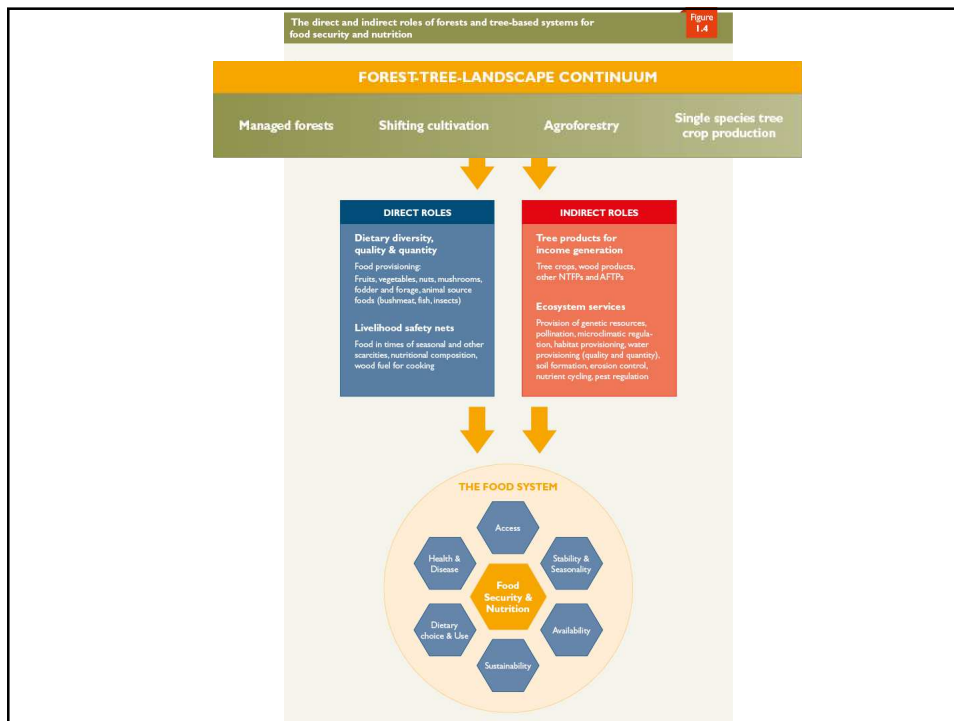 The direct and indirect roles of forests and tree-based systems for
food security and nutrition
Figure
1.4
FOREST-TREE-LANDSCAPE CONTINUUM
Managed forests
Shifting cultivation
Agroforestry
Single species tree
crop production
DIRECT ROLES
Dietary diversity,
quality & quantity
Food provisioning:
Fruits, vegetables, nuts, mushrooms,
fodder and forage, animal source
foods (bushmeat, fish, insects)
Livelihood safety nets
Food in times of seasonal and other
scarcities, nutritional composition,
wood fuel for cooking
INDIRECT ROLES
Tree products for
income generation
Tree crops, wood products,
other NTFPs and AFTPs
Ecosystem services
Provision of genetic resources,
pollination, microclimatic regula-
tion, habitat provisioning, water
provisioning (quality and quantity),
soil formation, erosion control,
nutrient cycling, pest regulation
THE FOOD SYSTEM
Access
Health &
Disease
Stability &
Seasonality
Food
Security &
Nutrition
Dietary
choice & Use
Availability
Sustainability